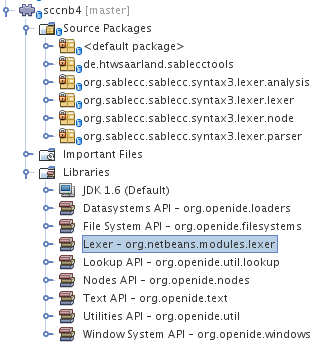 sccnb4 [master]
Source Packages
<default package>
de.htwsaarland.sablecctools
org.sablecc.sablecc.syntax3.lexer.analysis
org.sablecc.sablecc.syntax3.lexer.lexer
org.sablecc.sablecc.syntax3.lexer.node
org.sablecc.sablecc.syntax3.lexer.parser
Important Files
Libraries
JDK 1.6 (Default)
Datasystems API - org.openide.loaders
File System API - org.openide.filesystems
Lexer - org.netbeans.modules.lexer
Lookup API - org.openide.util.lookup
Nodes API - org.openide.nodes
Text API - org.openide.text
Utilities API - org.openide.util
Window System API - org.openide.windows